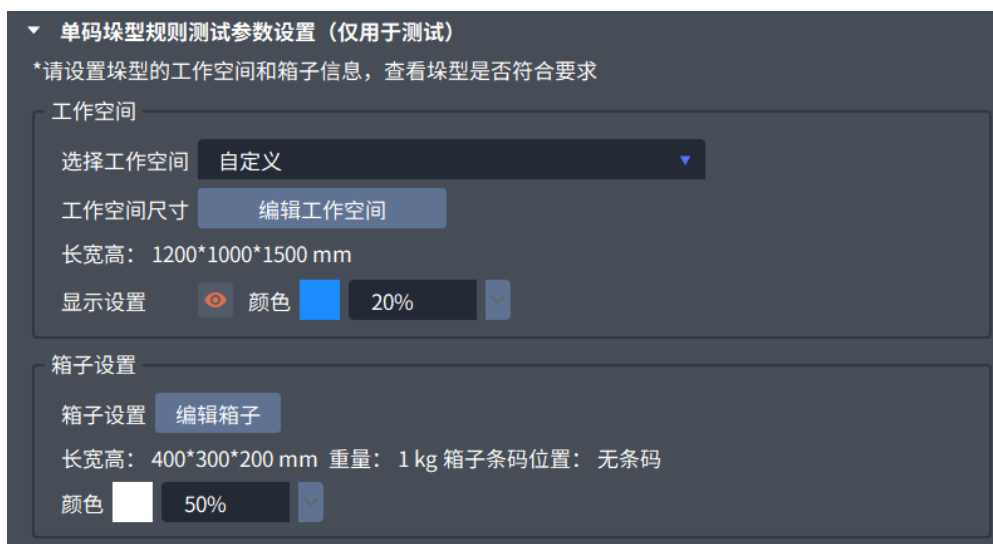 单码垛型规则测试参数设置（仅用于测试）
*请设置垛型的工作空间和箱子信息，查看垛型是否符合要求
工作空间
选择工作空间 自定义
工作空间尺寸 编辑工作空间
长宽高： 1200*1000*1500 mm
显示设置 颜色 20%
箱子设置
箱子设置 编辑箱子
长宽高： 400*300*200 mm 重量： 1 kg 箱子条码位置： 无条码
颜色 50%